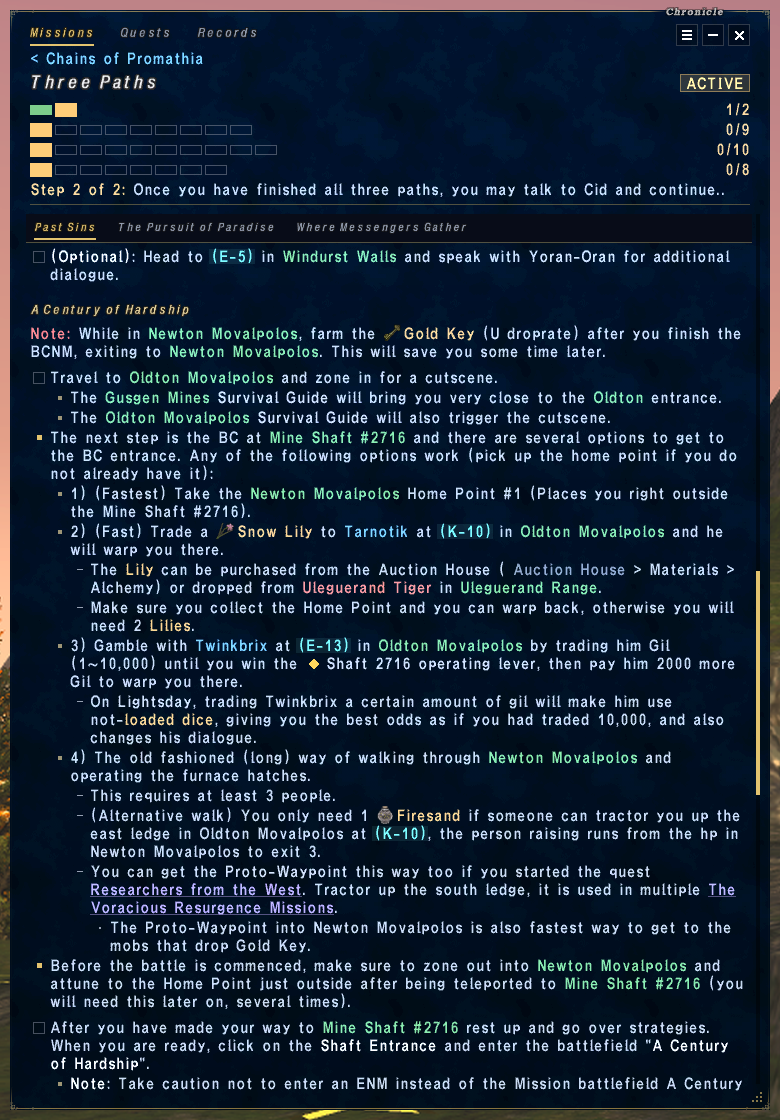 Chronicle
Missions Quests Records
< Chains of Promathia
Three Paths
ACTIVE
1/2
0/9
0/10
0/8
Step 2 of 2: Once you have finished all three paths, you may talk to Cid and continue..
Past Sins The Pursuit of Paradise Where Messengers Gather
(Optional): Head to (E-5) in Windurst Walls and speak with Yoran-Oran for additional
dialogue.
A Century of Hardship
Note: While in Newton Movalpolos, farm the Gold Key (U droprate) after you finish the
BCNM, exiting to Newton Movalpolos. This will save you some time later.
Travel to Oldton Movalpolos and zone in for a cutscene.
The Gusgen Mines Survival Guide will bring you very close to the Oldton entrance.
The Oldton Movalpolos Survival Guide will also trigger the cutscene.
The next step is the BC at Mine Shaft #2716 and there are several options to get to
the BC entrance. Any of the following options work (pick up the home point if you do
not already have it):
1) (Fastest) Take the Newton Movalpolos Home Point #1 (Places you right outside
the Mine Shaft #2716).
2) (Fast) Trade a Snow Lily to Tarnotik at (K-10) in Oldton Movalpolos and he
will warp you there.
– The Lily can be purchased from the Auction House ( Auction House > Materials >
Alchemy) or dropped from Uleguerand Tiger in Uleguerand Range.
– Make sure you collect the Home Point and you can warp back, otherwise you will
need 2 Lilies.
3) Gamble with Twinkbrix at (E-13) in Oldton Movalpolos by trading him Gil
(1~10,000) until you win the Shaft 2716 operating lever, then pay him 2000 more
Gil to warp you there.
– On Lightsday, trading Twinkbrix a certain amount of gil will make him use
not-loaded dice, giving you the best odds as if you had traded 10,000, and also
changes his dialogue.
4) The old fashioned (long) way of walking through Newton Movalpolos and
operating the furnace hatches.
– This requires at least 3 people.
– (Alternative walk) You only need 1 Firesand if someone can tractor you up the
east ledge in Oldton Movalpolos at (K-10), the person raising runs from the hp in
Newton Movalpolos to exit 3.
– You can get the Proto-Waypoint this way too if you started the quest
Researchers from the West. Tractor up the south ledge, it is used in multiple The
Voracious Resurgence Missions.
· The Proto-Waypoint into Newton Movalpolos is also fastest way to get to the
mobs that drop Gold Key.
Before the battle is commenced, make sure to zone out into Newton Movalpolos and
attune to the Home Point just outside after being teleported to Mine Shaft #2716 (you
will need this later on, several times).
After you have made your way to Mine Shaft #2716 rest up and go over strategies.
When you are ready, click on the Shaft Entrance and enter the battlefield "A Century
of Hardship".
Note: Take caution not to enter an ENM instead of the Mission battlefield A Century